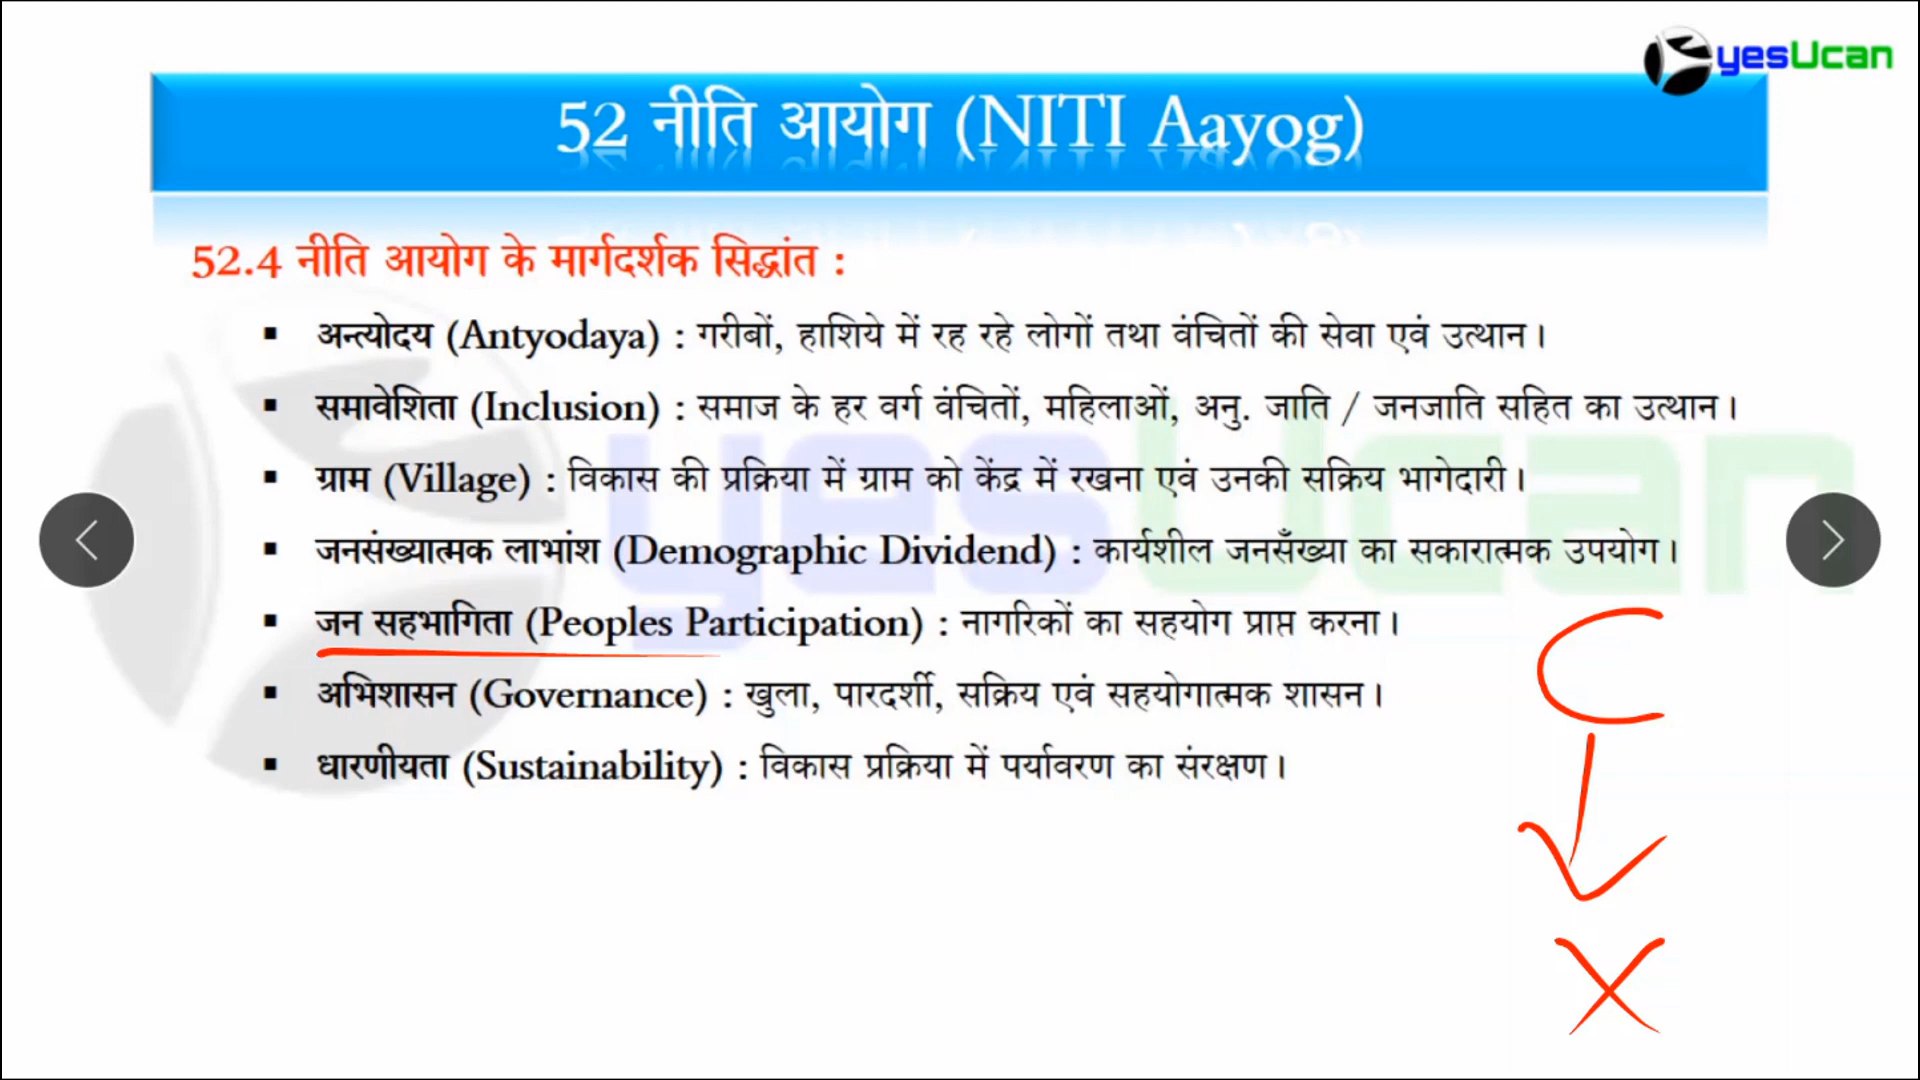 yesUcan
52 नीति आयोग (NITI Aayog)
52.4 नीति आयोग के मार्गदर्शक सिद्धांत :
▪ अन्त्योदय (Antyodaya) : गरीबों, हाशिये में रह रहे लोगों तथा वंचितों की सेवा एवं उत्थान।
▪ समावेशिता (Inclusion) : समाज के हर वर्ग वंचितों, महिलाओं, अनु. जाति / जनजाति सहित का उत्थान।
▪ ग्राम (Village) : विकास की प्रक्रिया में ग्राम को केंद्र में रखना एवं उनकी सक्रिय भागेदारी।
▪ जनसंख्यात्मक लाभांश (Demographic Dividend) : कार्यशील जनसँख्या का सकारात्मक उपयोग।
▪ जन सहभागिता (Peoples Participation) : नागरिकों का सहयोग प्राप्त करना।
▪ अभिशासन (Governance) : खुला, पारदर्शी, सक्रिय एवं सहयोगात्मक शासन।
▪ धारणीयता (Sustainability) : विकास प्रक्रिया में पर्यावरण का संरक्षण।
C
X